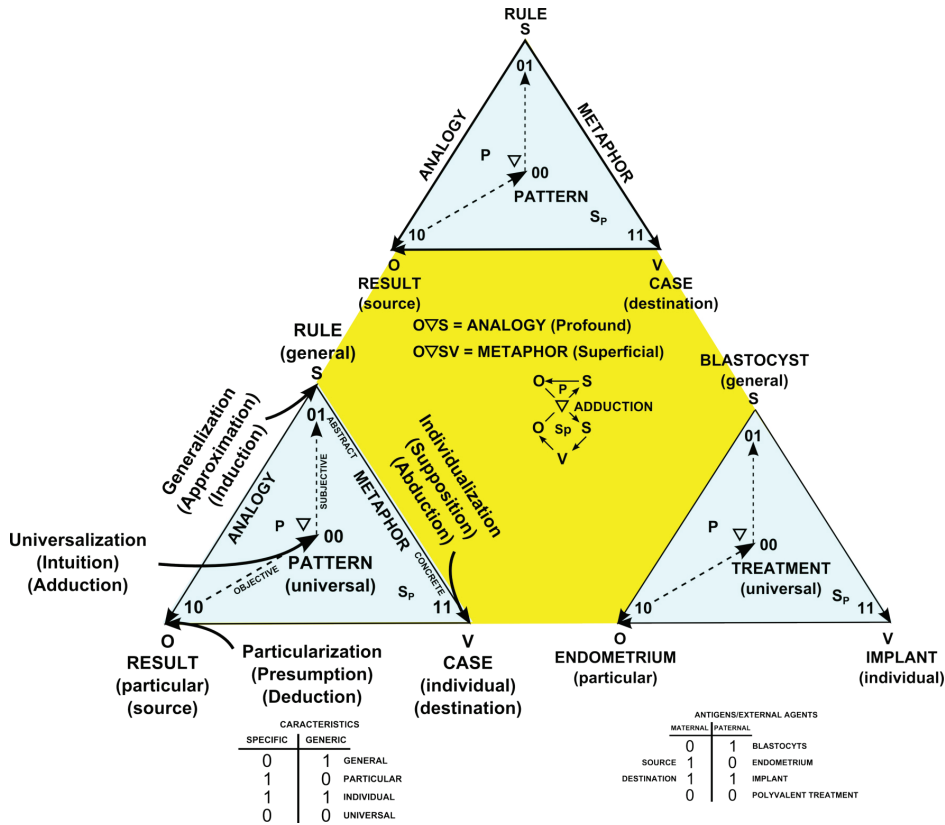 RULE
S
01
ANALOGY
METAPHOR
P
▽
00
PATTERN
SP
10
11
O
V
RESULT
(source)
CASE
(destination)
O▽S = ANALOGY (Profound)
O▽SV = METAPHOR (Superficial)
O
S
P
▽
ADDUCTION
O
Sp
S
V
RULE
(general)
S
01
ABSTRACT
SUBJECTIVE
Generalization
(Approximation)
(Induction)
ANALOGY
METAPHOR
Individualization
(Supposition)
(Abduction)
Universalization
(Intuition)
(Adduction)
P
▽
00
PATTERN
(universal)
OBJECTIVE
CONCRETE
SP
10
11
O
V
RESULT
(particular)
(source)
Particularization
(Presumption)
(Deduction)
CASE
(individual)
(destination)
BLASTOCYST
(general)
S
01
P
▽
00
TREATMENT
(universal)
SP
10
11
O
V
ENDOMETRIUM
(particular)
IMPLANT
(individual)
CARACTERISTICS
SPECIFIC GENERIC
0 1 GENERAL
1 0 PARTICULAR
1 1 INDIVIDUAL
0 0 UNIVERSAL
ANTIGENS/EXTERNAL AGENTS
MATERNAL PATERNAL
0 1 BLASTOCYTS
SOURCE 1 0 ENDOMETRIUM
DESTINATION 1 1 IMPLANT
0 0 POLYVALENT TREATMENT